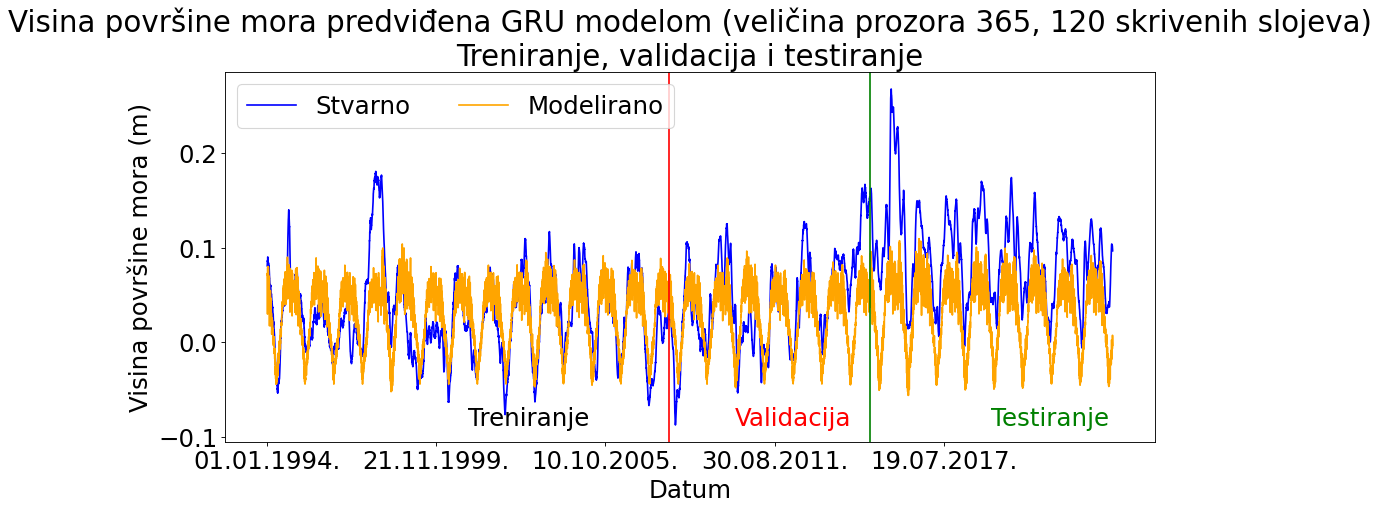 Visina površine mora predviđena GRU modelom (veličina prozora 365, 120 skrivenih slojeva)
Treniranje, validacija i testiranje
Stvarno
Modelirano
Visina površine mora (m)
0.2
0.1
0.0
−0.1
Treniranje
Validacija
Testiranje
01.01.1994.
21.11.1999.
10.10.2005.
30.08.2011.
19.07.2017.
Datum